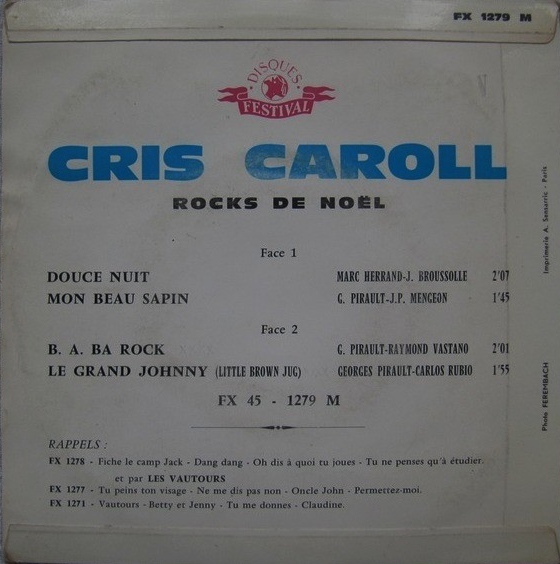 FX 1279 M
DISQUES
FESTIVAL
CRIS CAROLL
ROCKS DE NOËL
Face 1
DOUCE NUIT MARC HERRAND-J. BROUSSOLLE 2'07
MON BEAU SAPIN G. PIRAULT-J.P. MENGEON 1'45
Face 2
B. A. BA ROCK G. PIRAULT-RAYMOND VASTANO 2'01
LE GRAND JOHNNY (LITTLE BROWN JUG) GEORGES PIRAULT-CARLOS RUBIO 1'55
FX 45 - 1279 M
RAPPELS :
FX 1278 - Fiche le camp Jack - Dang dang - Oh dis à quoi tu joues - Tu ne penses qu'à étudier.
et par LES VAUTOURS
FX 1277 - Tu peins ton visage - Ne me dis pas non - Oncle John - Permettez-moi.
FX 1271 - Vautours - Betty et Jenny - Tu me donnes - Claudine.
Imprimerie A. Sennarric - Paris
Photo FEREMBACH